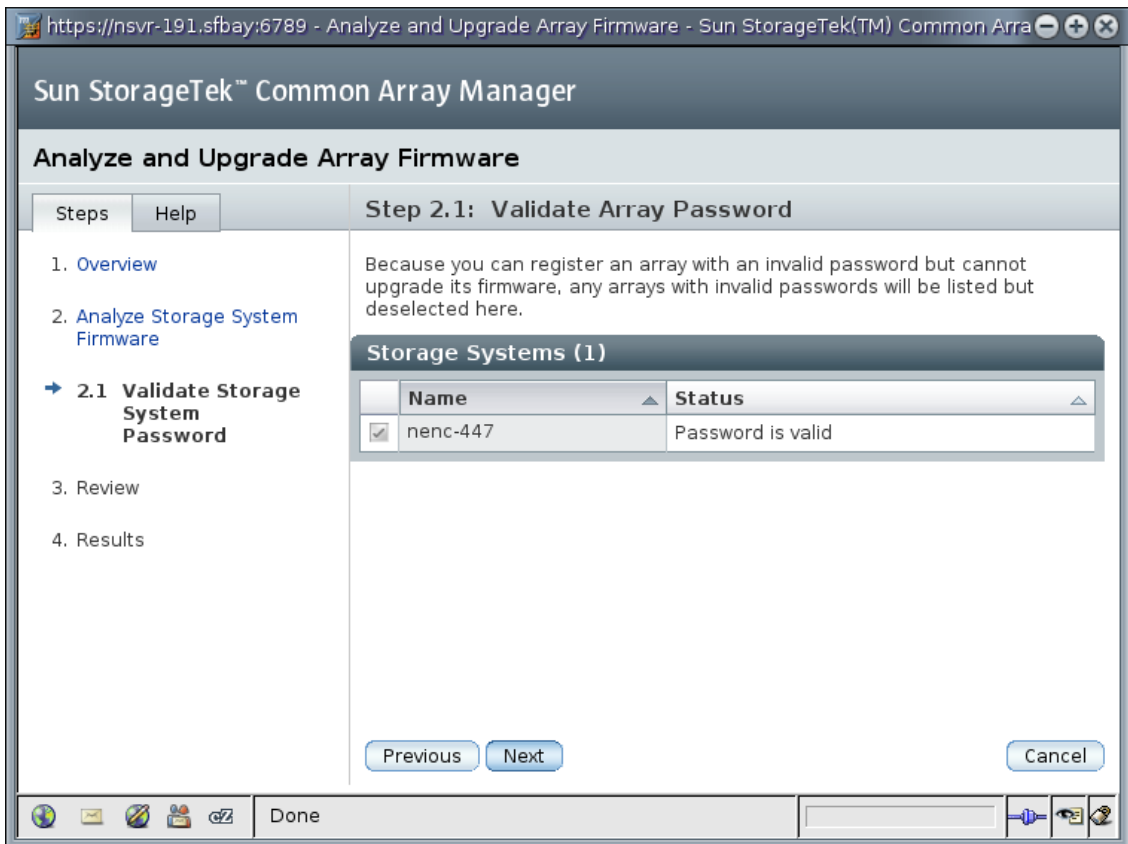 https://nsvr-191.sfbay:6789 - Analyze and Upgrade Array Firmware - Sun StorageTek(TM) Common Arra
Sun StorageTek™ Common Array Manager
Analyze and Upgrade Array Firmware
Steps
Help
1. Overview
2. Analyze Storage System
Firmware
2.1 Validate Storage
System
Password
3. Review
4. Results
Step 2.1: Validate Array Password
Because you can register an array with an invalid password but cannot
upgrade its firmware, any arrays with invalid passwords will be listed but
deselected here.
Storage Systems (1)
Name
Status
nenc-447
Password is valid
Previous
Next
Cancel
Done